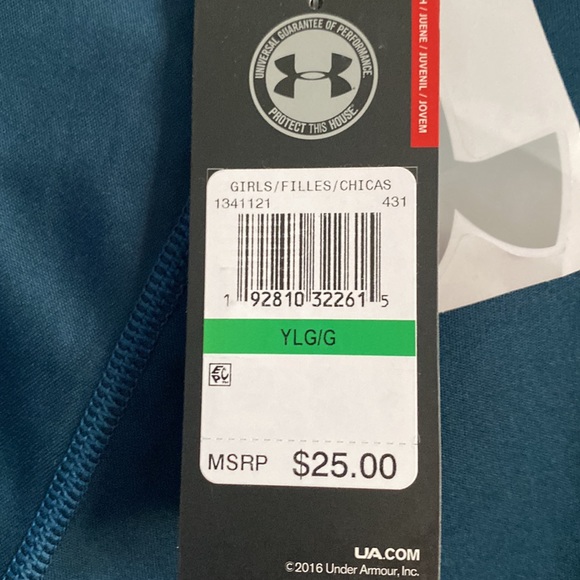 UNIVERSAL GUARANTEE OF PERFORMANCE
PROTECT THIS HOUSE
/ JUENE / JUVENIL / JOVEM
GIRLS/FILLES/CHICAS
1341121 431
1 92810 32261 5
YLG/G
EPC
MSRP $25.00
UA.COM
©2016 Under Armour, Inc.